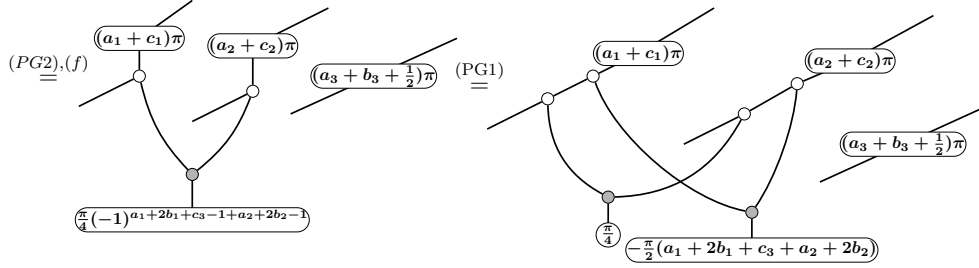 (PG2),(f)
=
(a₁ + c₁)π
(a₂ + c₂)π
(a₃ + b₃ + ½)π
π/4(−1)^{a₁+2b₁+c₃−1+a₂+2b₂−1}
(PG1)
=
(a₁ + c₁)π
(a₂ + c₂)π
(a₃ + b₃ + ½)π
π/4
−π/2(a₁ + 2b₁ + c₃ + a₂ + 2b₂)